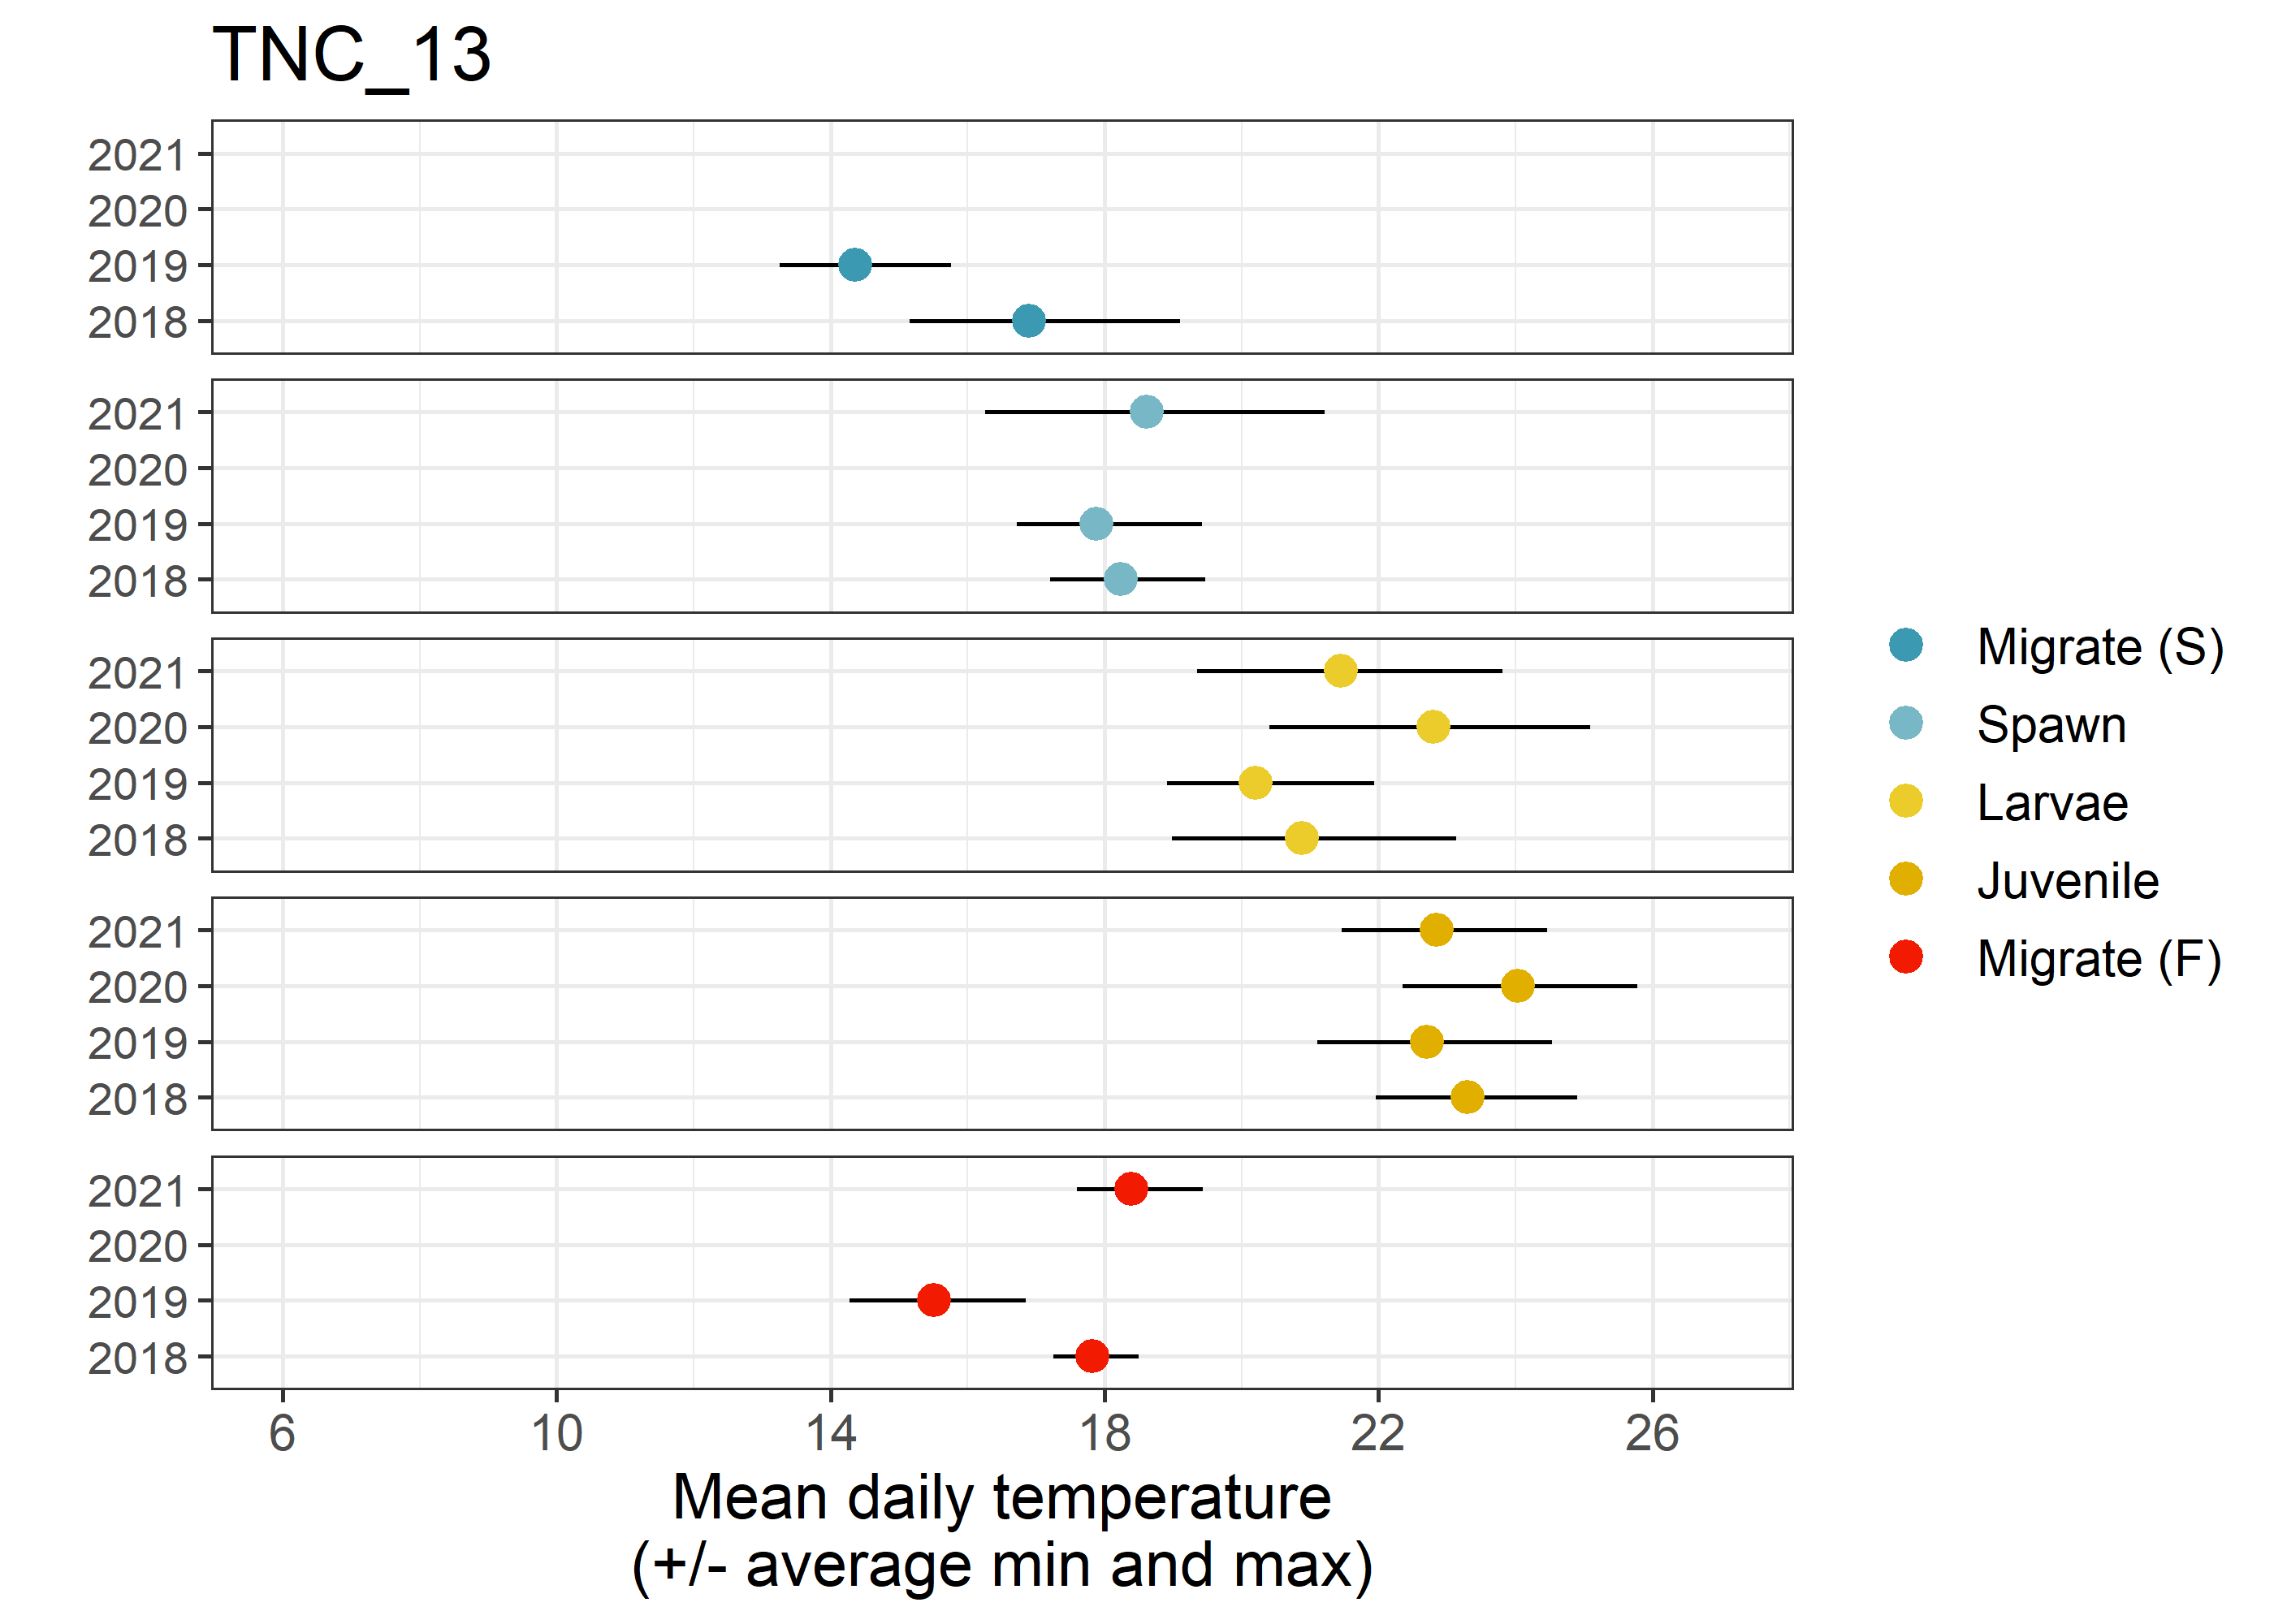 TNC_13
2021
2020
2019
2018
2021
2020
2019
2018
2021
2020
2019
2018
2021
2020
2019
2018
2021
2020
2019
2018
6 10 14 18 22 26
Mean daily temperature
(+/- average min and max)
Migrate (S)
Spawn
Larvae
Juvenile
Migrate (F)